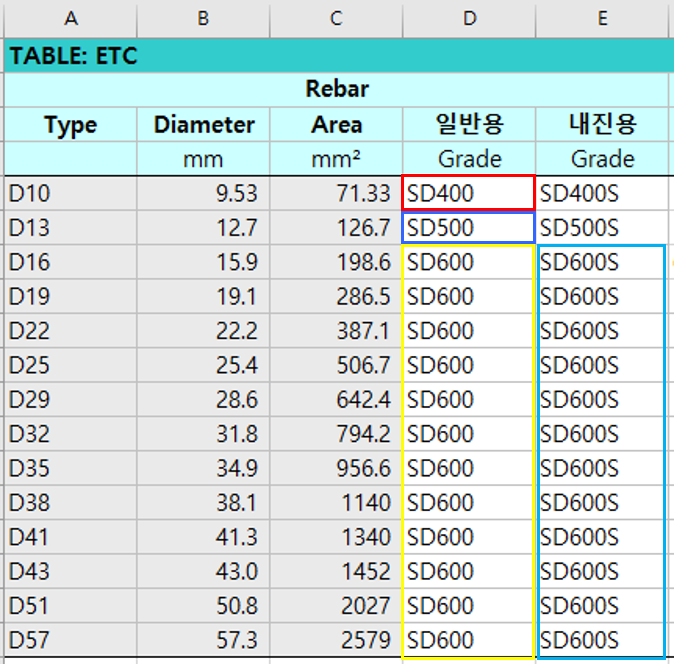 A B C D E
TABLE: ETC
Rebar
Type Diameter Area 일반용 내진용
mm mm² Grade Grade
D10 9.53 71.33 SD400 SD400S
D13 12.7 126.7 SD500 SD500S
D16 15.9 198.6 SD600 SD600S
D19 19.1 286.5 SD600 SD600S
D22 22.2 387.1 SD600 SD600S
D25 25.4 506.7 SD600 SD600S
D29 28.6 642.4 SD600 SD600S
D32 31.8 794.2 SD600 SD600S
D35 34.9 956.6 SD600 SD600S
D38 38.1 1140 SD600 SD600S
D41 41.3 1340 SD600 SD600S
D43 43.0 1452 SD600 SD600S
D51 50.8 2027 SD600 SD600S
D57 57.3 2579 SD600 SD600S